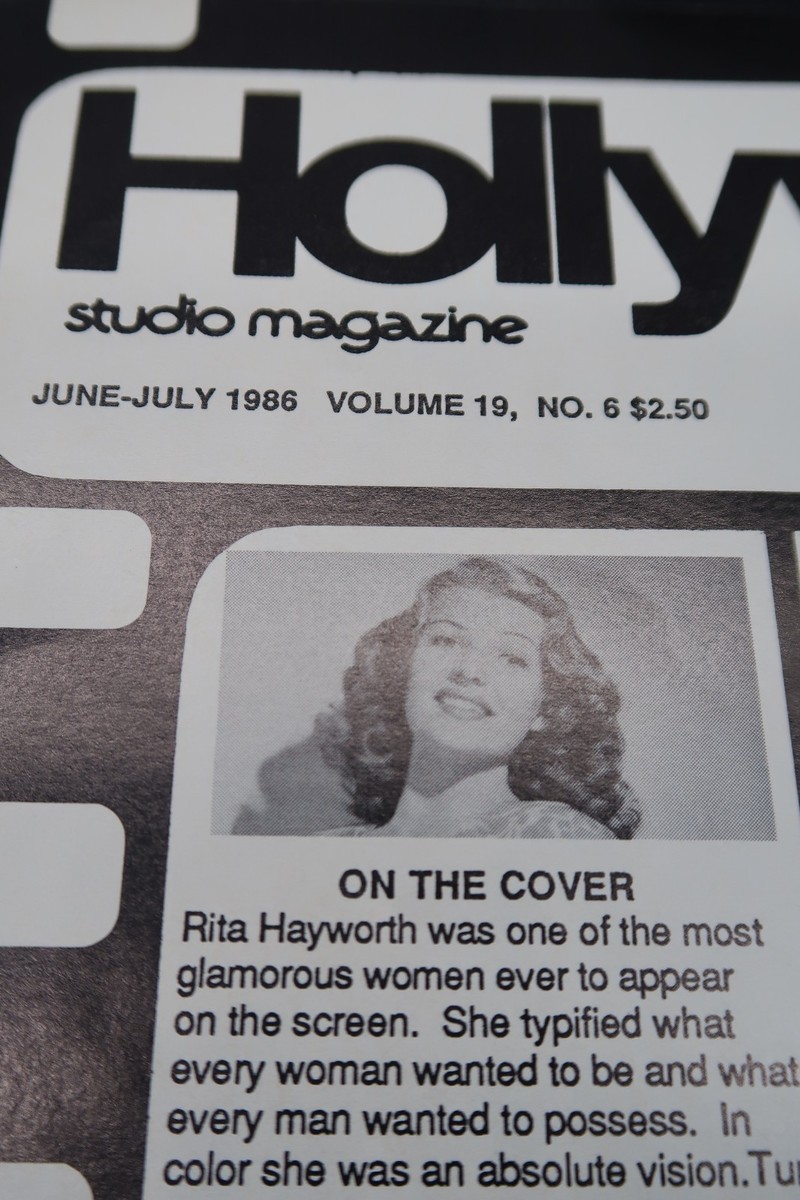 Holly
studio magazine
JUNE-JULY 1986 VOLUME 19, NO. 6 $2.50
ON THE COVER
Rita Hayworth was one of the most
glamorous women ever to appear
on the screen. She typified what
every woman wanted to be and what
every man wanted to possess. In
color she was an absolute vision.